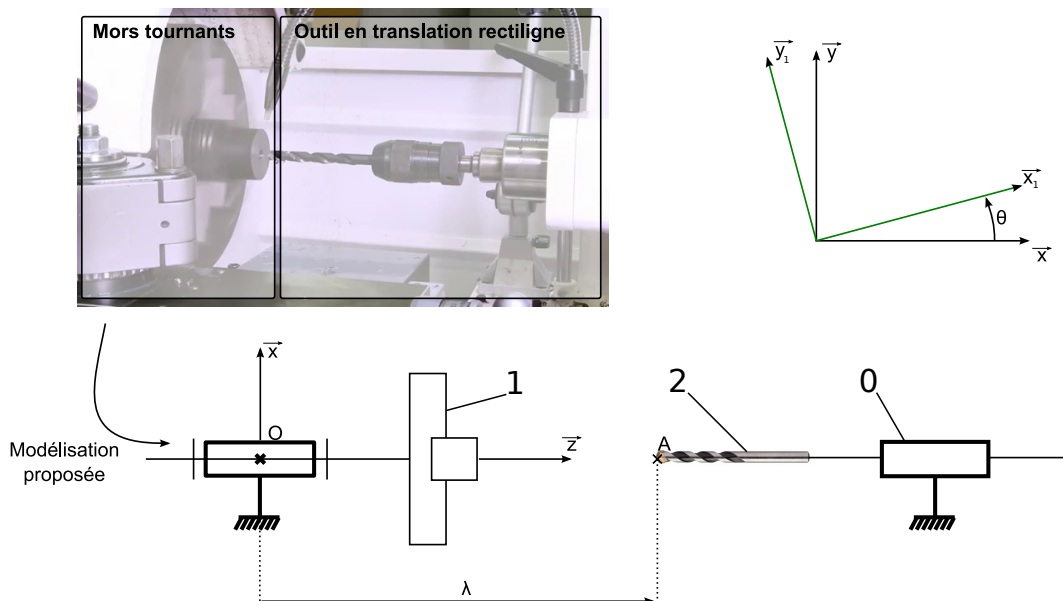 Mors tournants
Outil en translation rectiligne
y₁
y
x₁
θ
x
x
1
O
z
Modélisation
proposée
2
0
A
λ